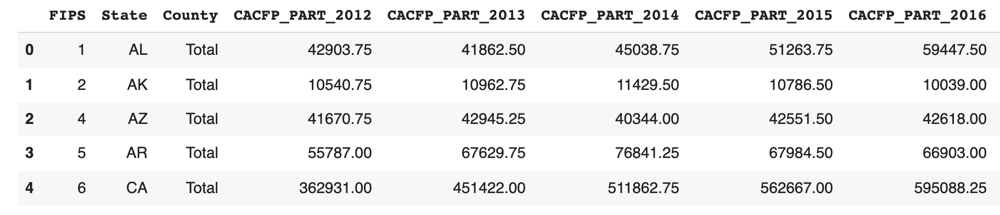 FIPS State County CACFP_PART_2012 CACFP_PART_2013 CACFP_PART_2014 CACFP_PART_2015 CACFP_PART_2016
0 1 AL Total 42903.75 41862.50 45038.75 51263.75 59447.50
1 2 AK Total 10540.75 10962.75 11429.50 10786.50 10039.00
2 4 AZ Total 41670.75 42945.25 40344.00 42551.50 42618.00
3 5 AR Total 55787.00 67629.75 76841.25 67984.50 66903.00
4 6 CA Total 362931.00 451422.00 511862.75 562667.00 595088.25